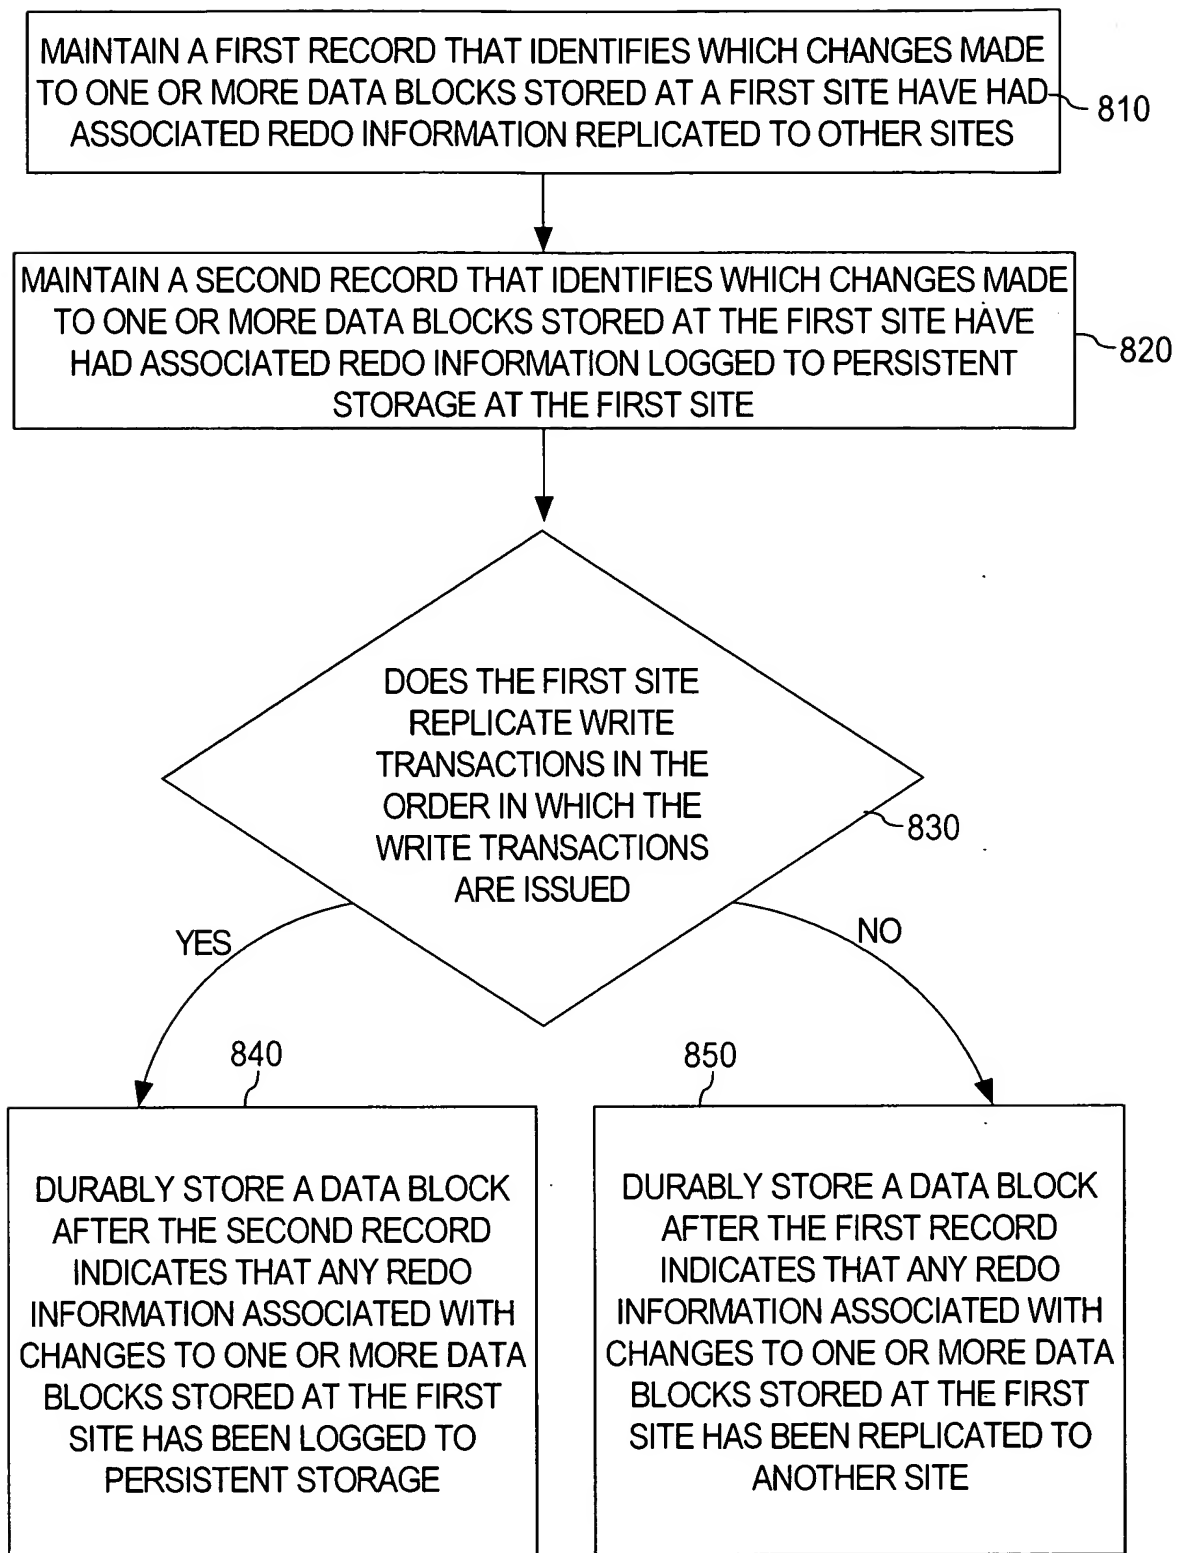 MAINTAIN A FIRST RECORD THAT IDENTIFIES WHICH CHANGES MADE
TO ONE OR MORE DATA BLOCKS STORED AT A FIRST SITE HAVE HAD
ASSOCIATED REDO INFORMATION REPLICATED TO OTHER SITES
810
MAINTAIN A SECOND RECORD THAT IDENTIFIES WHICH CHANGES MADE
TO ONE OR MORE DATA BLOCKS STORED AT THE FIRST SITE HAVE
HAD ASSOCIATED REDO INFORMATION LOGGED TO PERSISTENT
STORAGE AT THE FIRST SITE
820
DOES THE FIRST SITE
REPLICATE WRITE
TRANSACTIONS IN THE
ORDER IN WHICH THE
WRITE TRANSACTIONS
ARE ISSUED
830
YES
NO
840
850
DURABLY STORE A DATA BLOCK
AFTER THE SECOND RECORD
INDICATES THAT ANY REDO
INFORMATION ASSOCIATED WITH
CHANGES TO ONE OR MORE DATA
BLOCKS STORED AT THE FIRST
SITE HAS BEEN LOGGED TO
PERSISTENT STORAGE
DURABLY STORE A DATA BLOCK
AFTER THE FIRST RECORD
INDICATES THAT ANY REDO
INFORMATION ASSOCIATED WITH
CHANGES TO ONE OR MORE DATA
BLOCKS STORED AT THE FIRST
SITE HAS BEEN REPLICATED TO
ANOTHER SITE